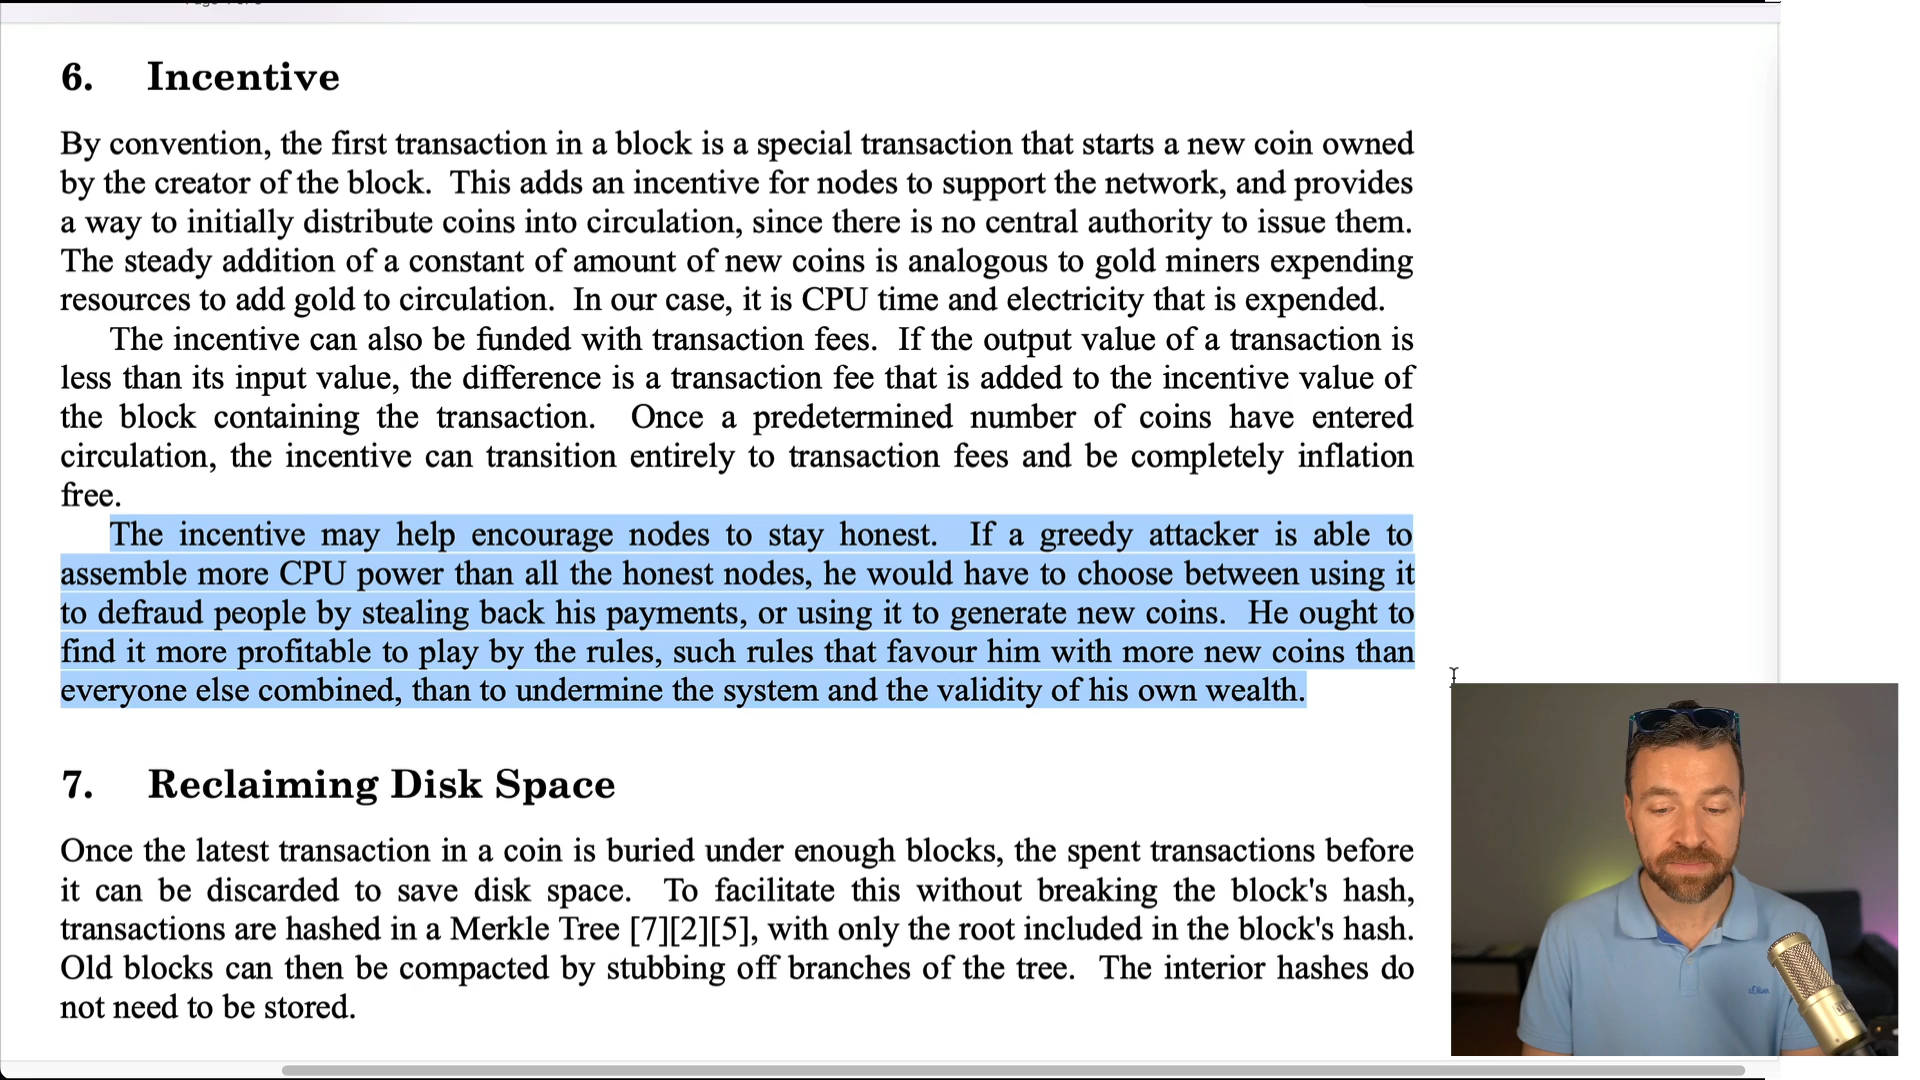 6. Incentive
By convention, the first transaction in a block is a special transaction that starts a new coin owned
by the creator of the block. This adds an incentive for nodes to support the network, and provides
a way to initially distribute coins into circulation, since there is no central authority to issue them.
The steady addition of a constant of amount of new coins is analogous to gold miners expending
resources to add gold to circulation. In our case, it is CPU time and electricity that is expended.
The incentive can also be funded with transaction fees. If the output value of a transaction is
less than its input value, the difference is a transaction fee that is added to the incentive value of
the block containing the transaction. Once a predetermined number of coins have entered
circulation, the incentive can transition entirely to transaction fees and be completely inflation
free.
The incentive may help encourage nodes to stay honest. If a greedy attacker is able to
assemble more CPU power than all the honest nodes, he would have to choose between using it
to defraud people by stealing back his payments, or using it to generate new coins. He ought to
find it more profitable to play by the rules, such rules that favour him with more new coins than
everyone else combined, than to undermine the system and the validity of his own wealth.
7. Reclaiming Disk Space
Once the latest transaction in a coin is buried under enough blocks, the spent transactions before
it can be discarded to save disk space. To facilitate this without breaking the block's hash,
transactions are hashed in a Merkle Tree [7][2][5], with only the root included in the block's hash.
Old blocks can then be compacted by stubbing off branches of the tree. The interior hashes do
not need to be stored.